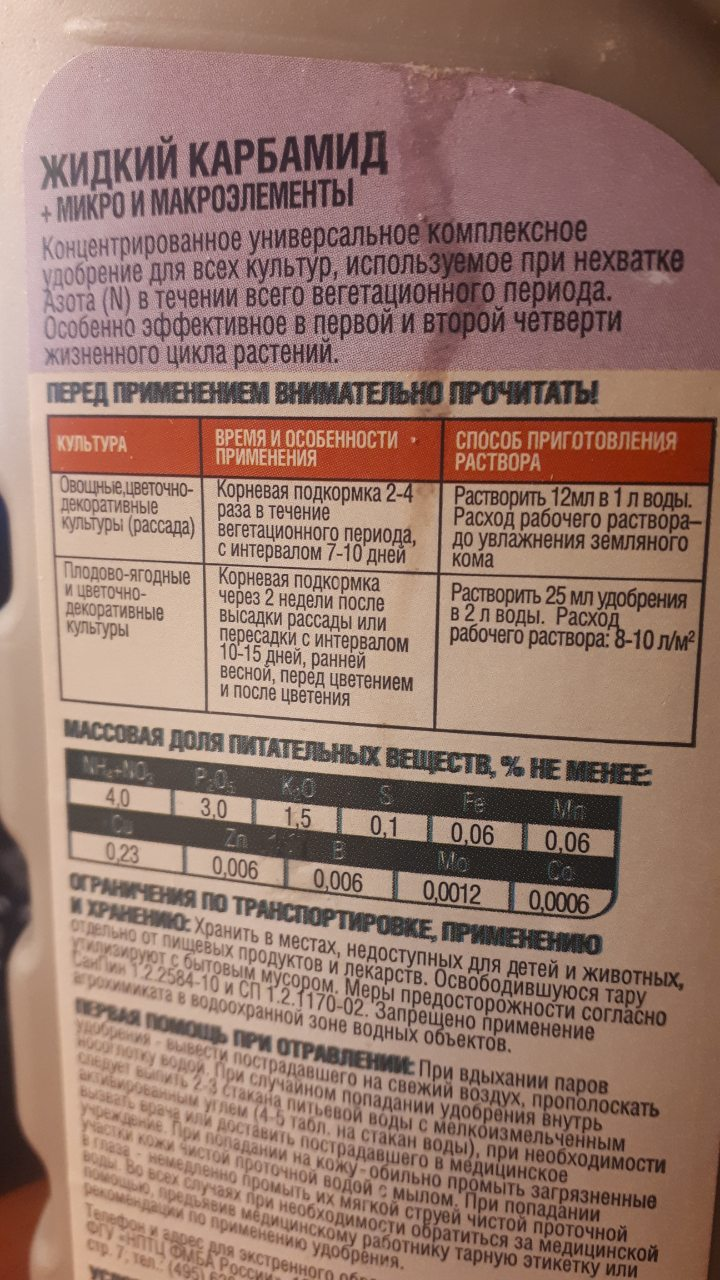 ЖИДКИЙ КАРБАМИД
+ МИКРО И МАКРОЭЛЕМЕНТЫ
Концентрированное универсальное комплексное
удобрение для всех культур, используемое при нехватке
Азота (N) в течении всего вегетационного периода.
Особенно эффективное в первой и второй четверти
жизненного цикла растений.
ПЕРЕД ПРИМЕНЕНИЕМ ВНИМАТЕЛЬНО ПРОЧИТАТЬ!
КУЛЬТУРА
ВРЕМЯ И ОСОБЕННОСТИ
ПРИМЕНЕНИЯ
СПОСОБ ПРИГОТОВЛЕНИЯ
РАСТВОРА
Овощные,цветочно-
декоративные
культуры (рассада)
Корневая подкормка 2-4
раза в течение
вегетационного периода,
с интервалом 7-10 дней
Растворить 12мл в 1 л воды.
Расход рабочего раствора–
до увлажнения земляного
кома
Плодово-ягодные
и цветочно-
декоративные
культуры
Корневая подкормка
через 2 недели после
высадки рассады или
пересадки с интервалом
10-15 дней, ранней
весной, перед цветением
и после цветения
Растворить 25 мл удобрения
в 2 л воды. Расход
рабочего раствора: 8-10 л/м²
МАССОВАЯ ДОЛЯ ПИТАТЕЛЬНЫХ ВЕЩЕСТВ, % НЕ МЕНЕЕ:
P₂O₅ K₂O S Fe Mn
4,0 3,0 1,5 0,1 0,06 0,06
Cu Zn B Mo Co
0,23 0,006 0,006 0,0012 0,0006
ОГРАНИЧЕНИЯ ПО ТРАНСПОРТИРОВКЕ, ПРИМЕНЕНИЮ
И ХРАНЕНИЮ: Хранить в местах, недоступных для детей и животных,
отдельно от пищевых продуктов и лекарств. Освободившуюся тару
утилизируют с бытовым мусором. Меры предосторожности согласно
СанПин 1.2.2584-10 и СП 1.2.1170-02. Запрещено применение
агрохимиката в водоохранной зоне водных объектов.
ПЕРВАЯ ПОМОЩЬ ПРИ ОТРАВЛЕНИИ: При вдыхании паров
удобрения - вывести пострадавшего на свежий воздух, прополоскать
носоглотку водой. При случайном попадании удобрения внутрь
следует выпить 2-3 стакана питьевой воды с мелкоизмельченным
активированным углем (4-5 табл. на стакан воды), при необходимости
вызвать врача или доставить пострадавшего в медицинское
учреждение. При попадании на кожу - обильно промыть загрязненные
участки кожи чистой проточной водой с мылом. При попадании
в глаза - немедленно промыть их мягкой струей чистой проточной
воды. Во всех случаях при необходимости обратиться за медицинской
помощью, предъявив медицинскому работнику тарную этикетку или
рекомендации по применению удобрения.
Телефон и адрес для экстренного
ФГУ «НПТЦ ФМБА России»
стр. 7, тел.: (495)